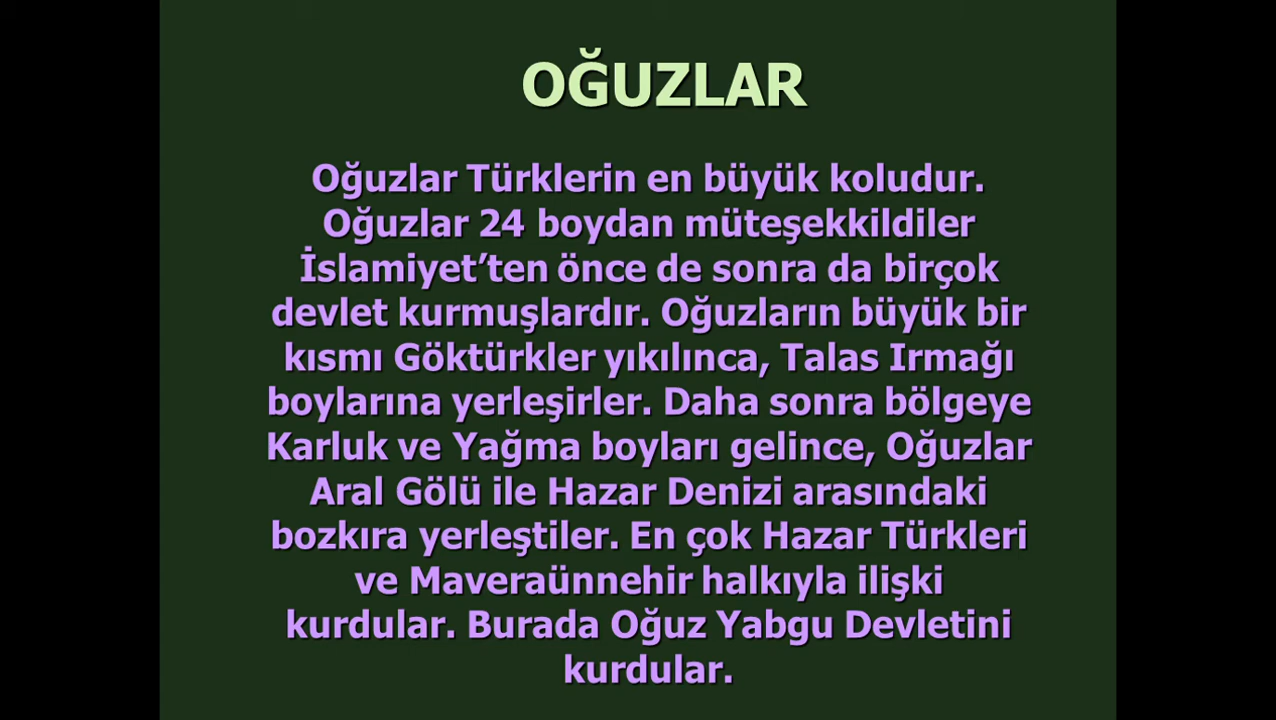 OĞUZLAR
Oğuzlar Türklerin en büyük koludur.
Oğuzlar 24 boydan müteşekkildiler
İslamiyet’ten önce de sonra da birçok
devlet kurmuşlardır. Oğuzların büyük bir
kısmı Göktürkler yıkılınca, Talas Irmağı
boylarına yerleşirler. Daha sonra bölgeye
Karluk ve Yağma boyları gelince, Oğuzlar
Aral Gölü ile Hazar Denizi arasındaki
bozkıra yerleştiler. En çok Hazar Türkleri
ve Maveraünnehir halkıyla ilişki
kurdular. Burada Oğuz Yabgu Devletini
kurdular.